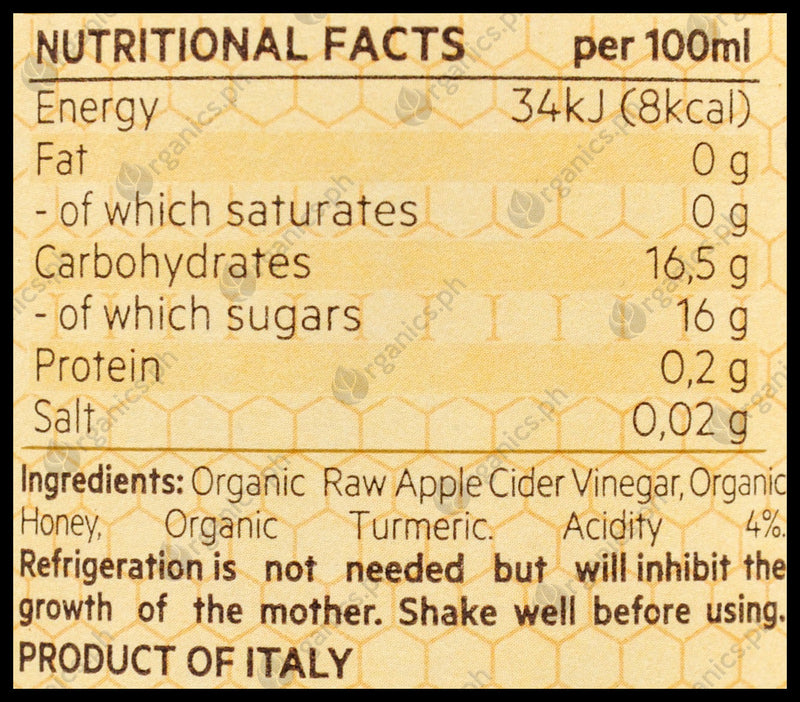 NUTRITIONAL FACTS per 100ml
Energy 34kJ (8kcal)
Fat 0 g
- of which saturates 0 g
Carbohydrates 16,5 g
- of which sugars 16 g
Protein 0,2 g
Salt 0,02 g
Ingredients: Organic Raw Apple Cider Vinegar, Organic
Honey, Organic Turmeric. Acidity 4%.
Refrigeration is not needed but will inhibit the
growth of the mother. Shake well before using.
PRODUCT OF ITALY
organics.ph